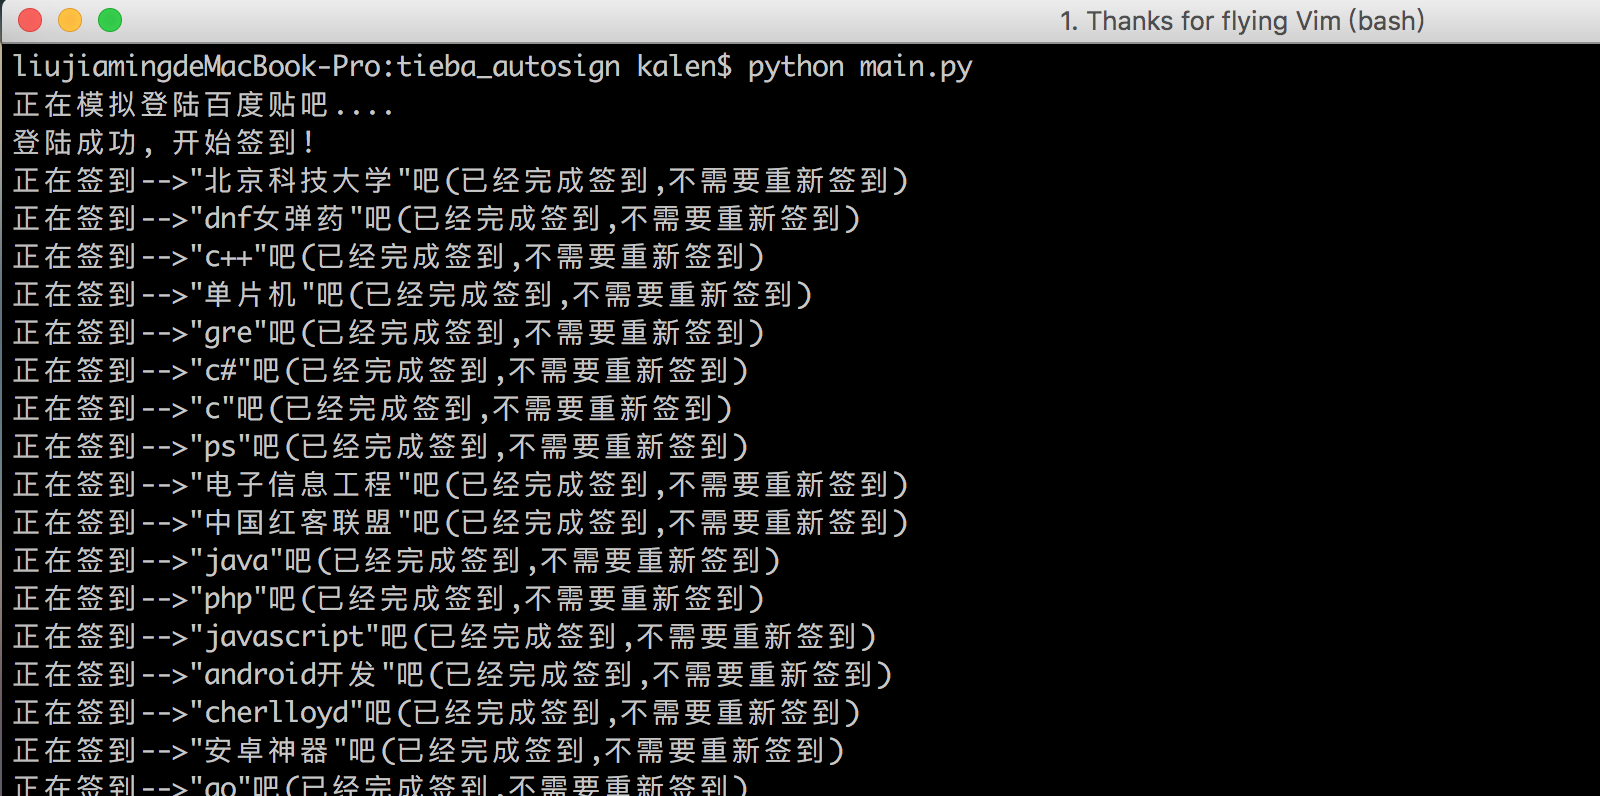 1. Thanks for flying Vim (bash)
liujiamingdeMacBook-Pro:tieba_autosign kalen$ python main.py
正在模拟登陆百度贴吧....
登陆成功, 开始签到!
正在签到-->"北京科技大学"吧(已经完成签到,不需要重新签到)
正在签到-->"dnf女弹药"吧(已经完成签到,不需要重新签到)
正在签到-->"c++"吧(已经完成签到,不需要重新签到)
正在签到-->"单片机"吧(已经完成签到,不需要重新签到)
正在签到-->"gre"吧(已经完成签到,不需要重新签到)
正在签到-->"c#"吧(已经完成签到,不需要重新签到)
正在签到-->"c"吧(已经完成签到,不需要重新签到)
正在签到-->"ps"吧(已经完成签到,不需要重新签到)
正在签到-->"电子信息工程"吧(已经完成签到,不需要重新签到)
正在签到-->"中国红客联盟"吧(已经完成签到,不需要重新签到)
正在签到-->"java"吧(已经完成签到,不需要重新签到)
正在签到-->"php"吧(已经完成签到,不需要重新签到)
正在签到-->"javascript"吧(已经完成签到,不需要重新签到)
正在签到-->"android开发"吧(已经完成签到,不需要重新签到)
正在签到-->"cherlloyd"吧(已经完成签到,不需要重新签到)
正在签到-->"安卓神器"吧(已经完成签到,不需要重新签到)
正在签到-->"go"吧(已经完成签到,不需要重新签到)